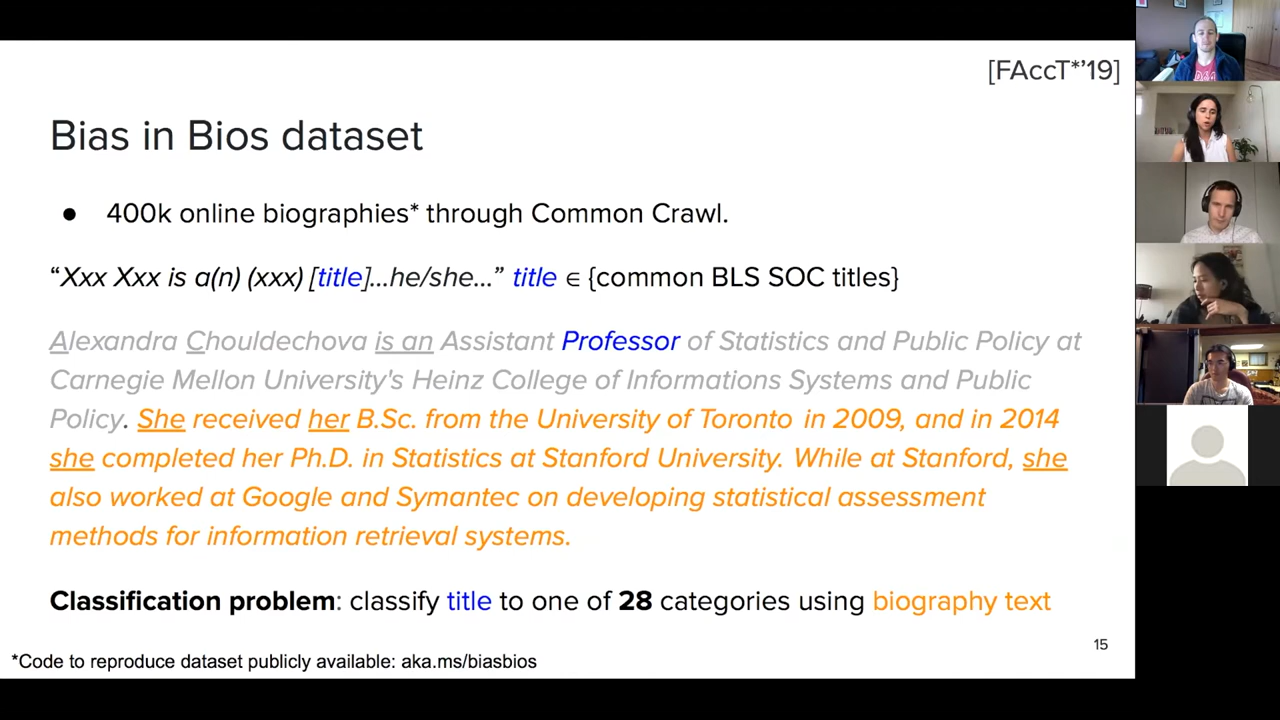 [FAccT*'19]
Bias in Bios dataset
● 400k online biographies* through Common Crawl.
“Xxx Xxx is a(n) (xxx) [title]...he/she...” title ∈ {common BLS SOC titles}
Alexandra Chouldechova is an Assistant Professor of Statistics and Public Policy at
Carnegie Mellon University's Heinz College of Informations Systems and Public
Policy. She received her B.Sc. from the University of Toronto in 2009, and in 2014
she completed her Ph.D. in Statistics at Stanford University. While at Stanford, she
also worked at Google and Symantec on developing statistical assessment
methods for information retrieval systems.
Classification problem: classify title to one of 28 categories using biography text
15
*Code to reproduce dataset publicly available: aka.ms/biasbios